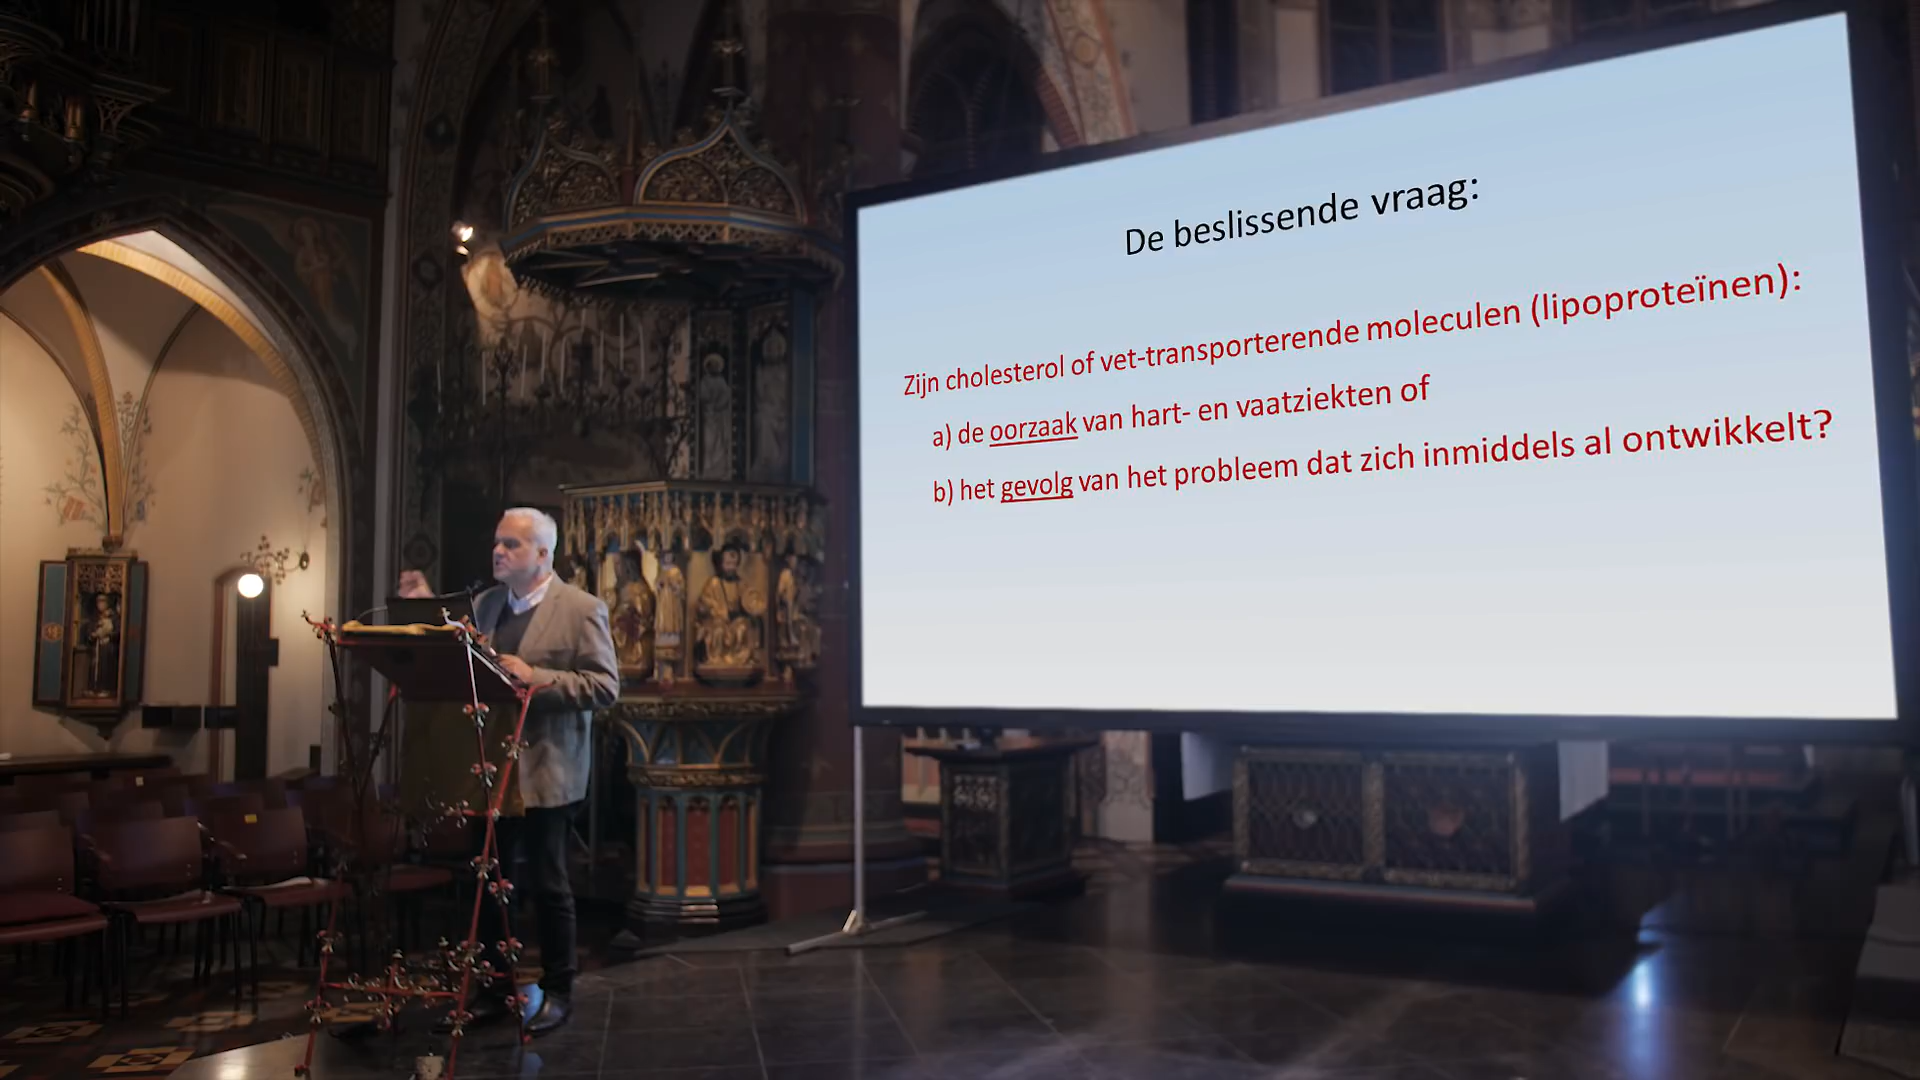 De beslissende vraag:
Zijn cholesterol of vet-transporterende moleculen (lipoproteïnen):
a) de oorzaak van hart- en vaatziekten of
b) het gevolg van het probleem dat zich inmiddels al ontwikkelt?